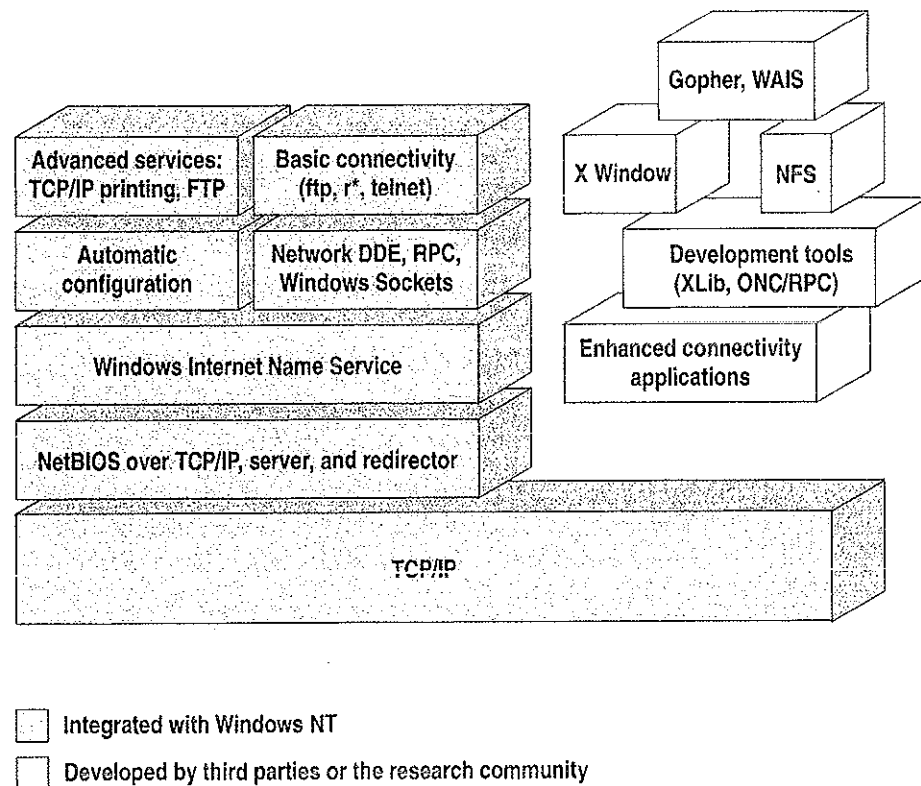 Gopher, WAIS
Advanced services:
TCP/IP printing, FTP
Basic connectivity
(ftp, r*, telnet)
X Window
NFS
Automatic
configuration
Network DDE, RPC,
Windows Sockets
Development tools
(XLib, ONC/RPC)
Windows Internet Name Service
Enhanced connectivity
applications
NetBIOS over TCP/IP, server, and redirector
TCP/IP
Integrated with Windows NT
Developed by third parties or the research community